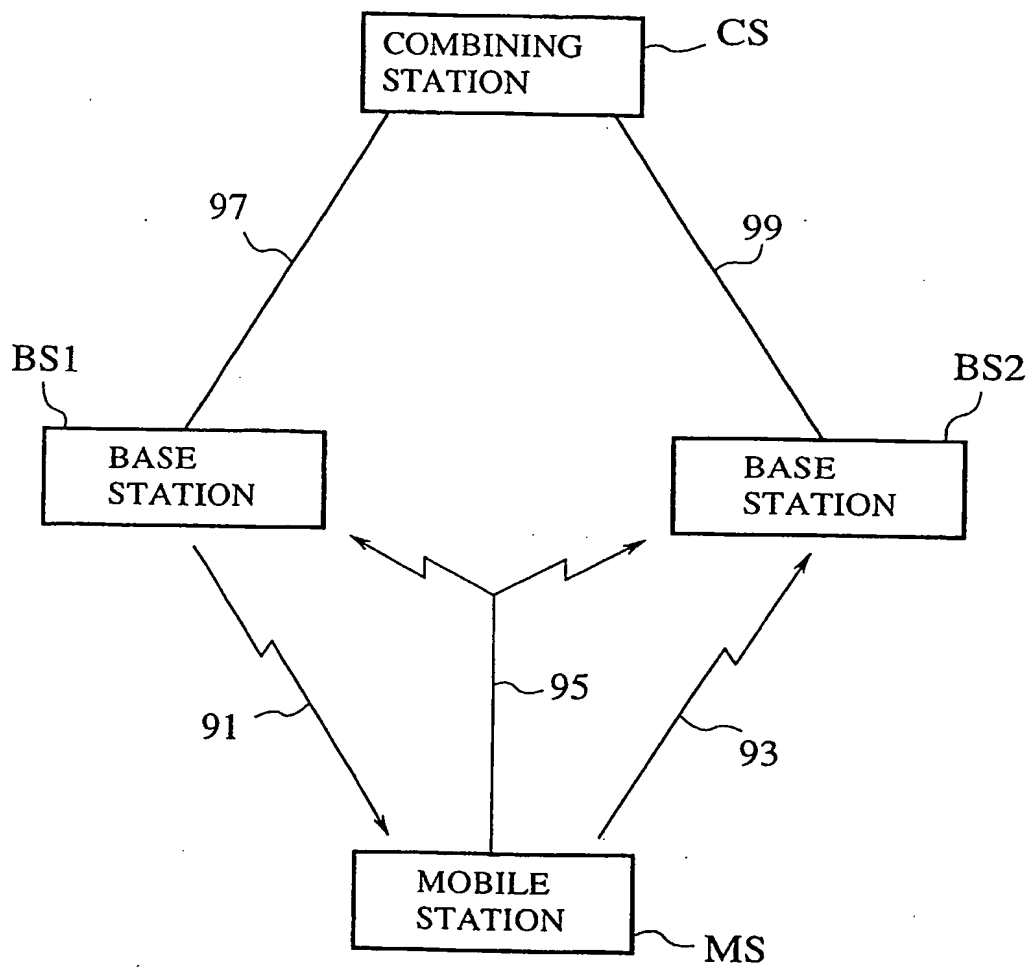 COMBINING
STATION
CS
97
99
BS1
BS2
BASE
STATION
BASE
STATION
91
95
93
MOBILE
STATION
MS